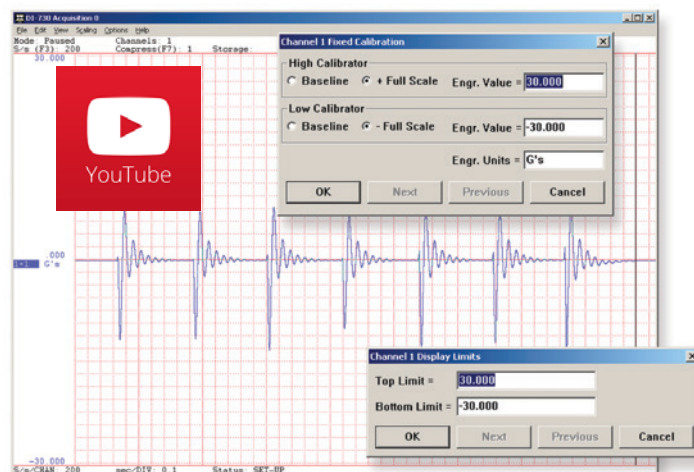 DI-730 Acquisition 0
File Edit View Scaling Options Help
Mode: Paused Channels: 1
S/s (F3): 200 Compress(F7): 1 Storage:
30.000
YouTube
Channel 1 Fixed Calibration
High Calibrator
Baseline + Full Scale Engr. Value = 30.000
Low Calibrator
Baseline - Full Scale Engr. Value = -30.000
Engr. Units = G's
OK Next Previous Cancel
.000
1=1 G's
Channel 1 Display Limits
Top Limit = 30.000
Bottom Limit = -30.000
OK Next Previous Cancel
-30.000
S/s/CHAN: 200 sec/DIV: 0.1 Status: SET-UP